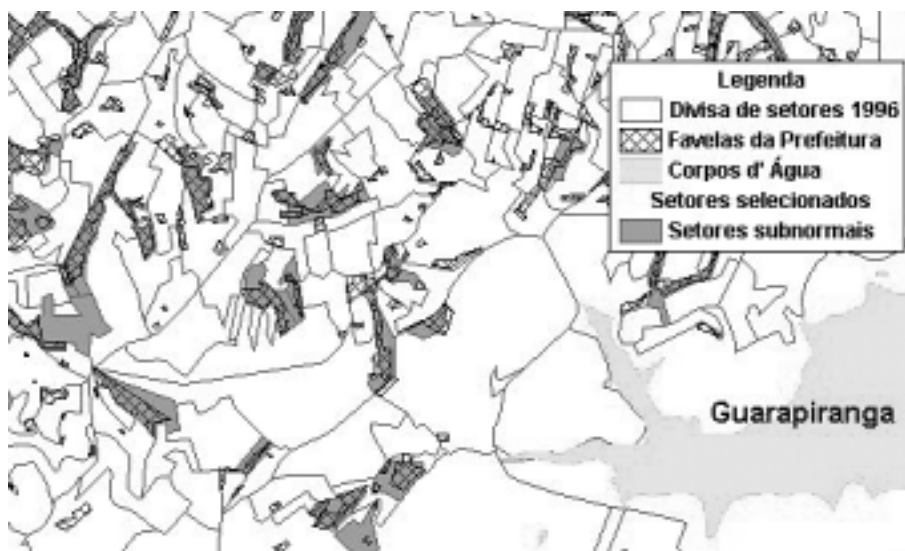 Legenda
Divisa de setores 1996
Favelas da Prefeitura
Corpos d' Água
Setores selecionados
Setores subnormais
Guarapiranga